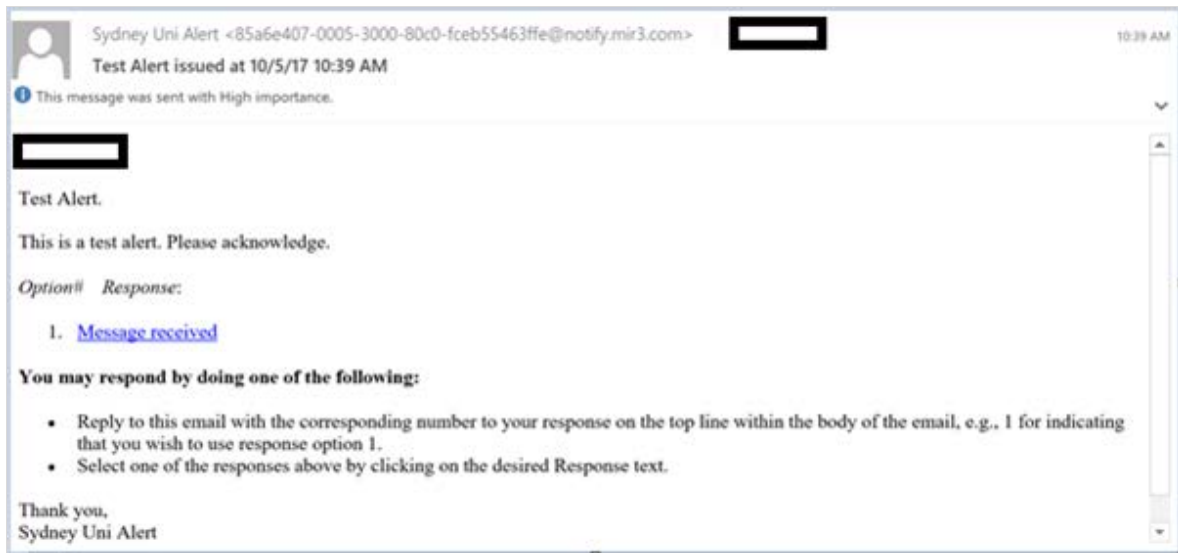 Sydney Uni Alert <85a6e407-0005-3000-80c0-fceb55463ffe@notify.mir3.com>
10:39 AM
Test Alert issued at 10/5/17 10:39 AM
This message was sent with High importance.
Test Alert.
This is a test alert. Please acknowledge.
Option# Response:
1. Message received
You may respond by doing one of the following:
• Reply to this email with the corresponding number to your response on the top line within the body of the email, e.g., 1 for indicating
that you wish to use response option 1.
• Select one of the responses above by clicking on the desired Response text.
Thank you,
Sydney Uni Alert